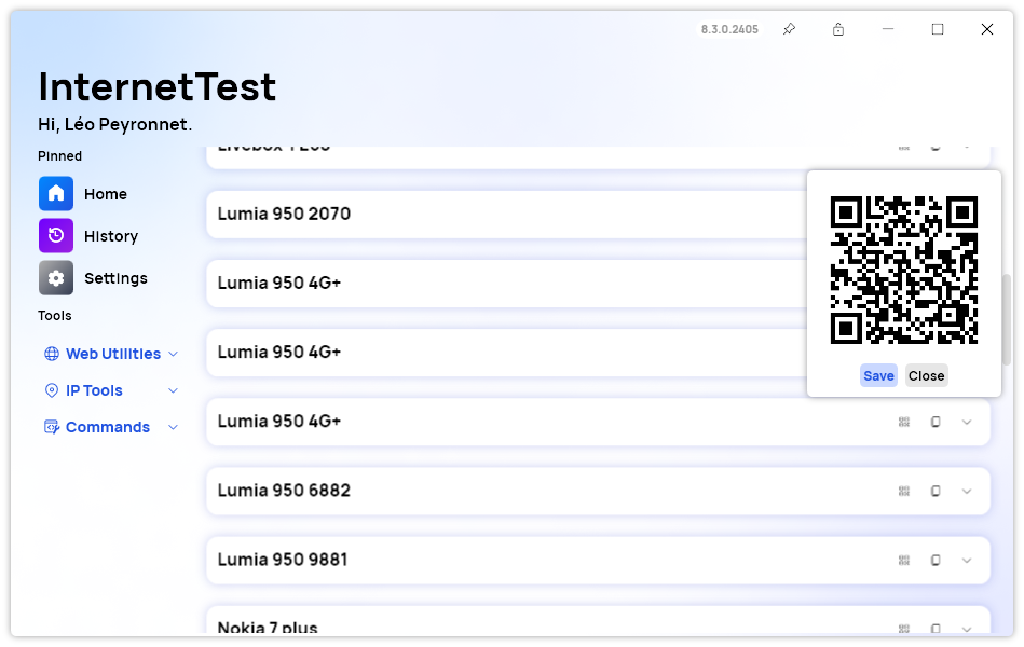 8.3.0.2405
InternetTest
Hi, Léo Peyronnet.
Pinned
Home
History
Settings
Tools
Web Utilities
IP Tools
Commands
Lumia 950 2070
Lumia 950 4G+
Lumia 950 4G+
Lumia 950 4G+
Lumia 950 6882
Lumia 950 9881
Nokia 7 plus
Save
Close